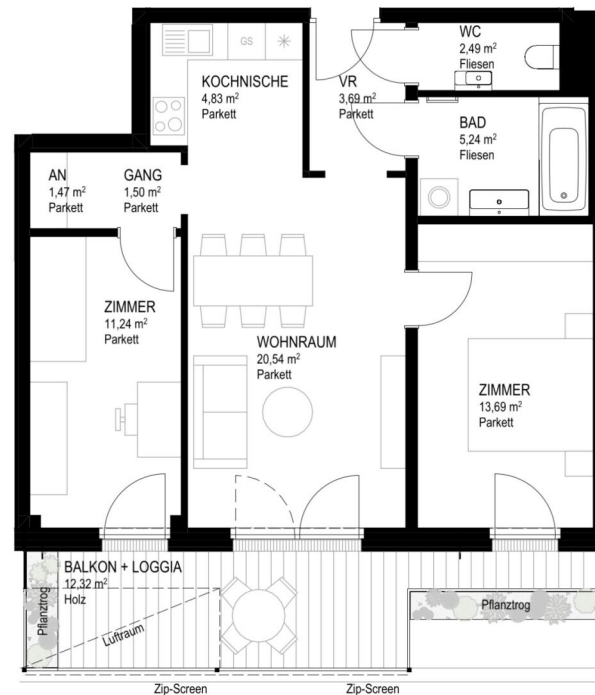 WC
2,49 m²
Fliesen
GS
KOCHNISCHE
4,83 m²
Parkett
VR
3,69 m²
Parkett
BAD
5,24 m²
Fliesen
AN
1,47 m²
Parkett
GANG
1,50 m²
Parkett
ZIMMER
11,24 m²
Parkett
WOHNRAUM
20,54 m²
Parkett
ZIMMER
13,69 m²
Parkett
BALKON + LOGGIA
12,32 m²
Holz
Pflanztrog
Luftraum
Pflanztrog
Zip-Screen
Zip-Screen